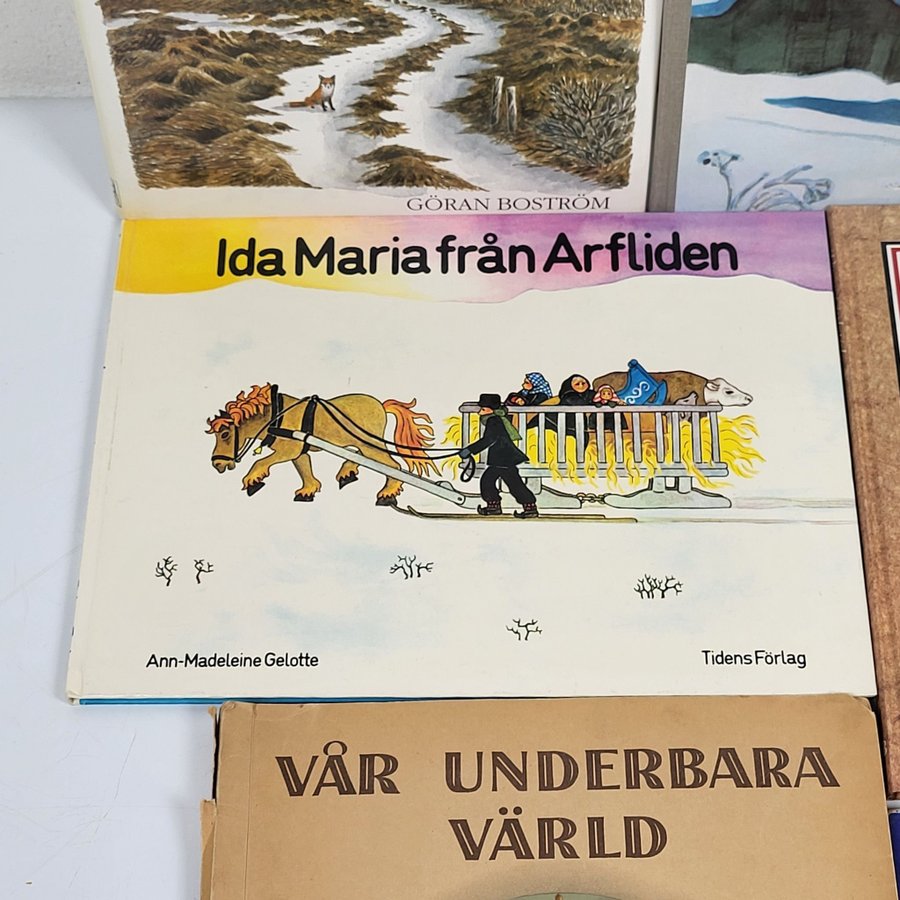 GÖRAN BOSTRÖM
Ida Maria från Arfliden
Ann-Madeleine Gelotte
Tidens Förlag
VÅR UNDERBARA
VÄRLD